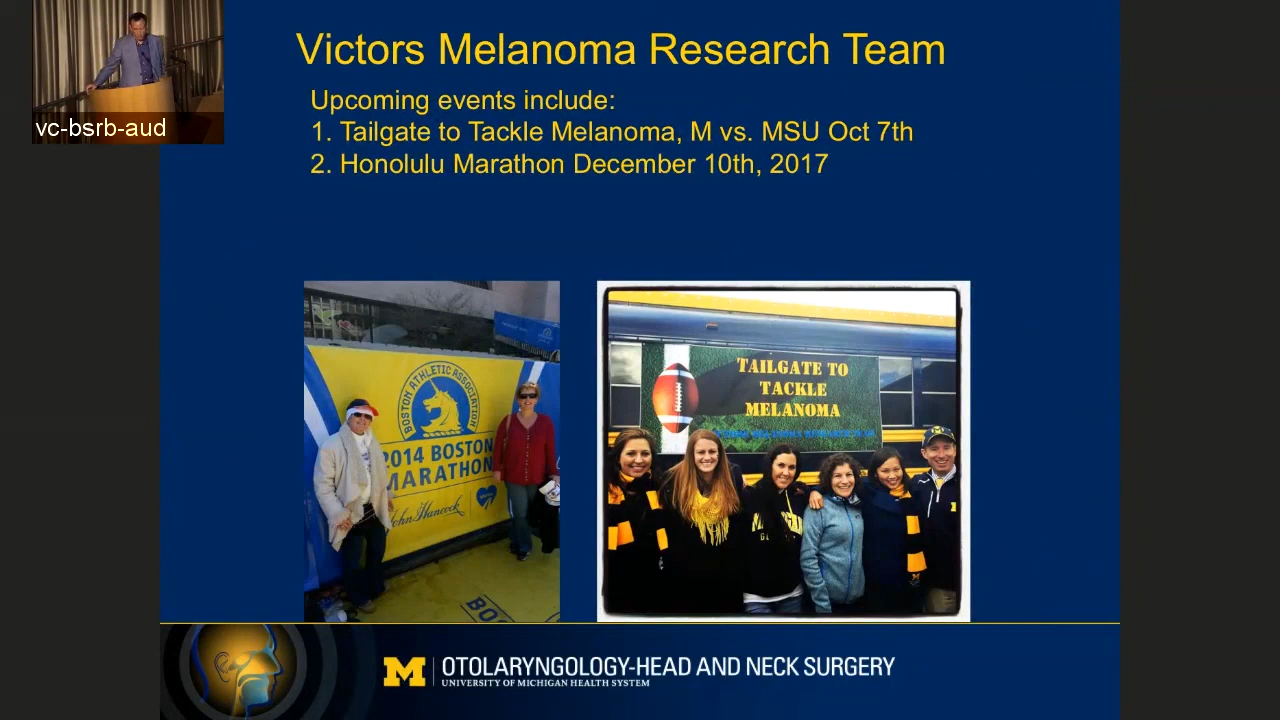 Victors Melanoma Research Team
vc-bsrb-aud
Upcoming events include:
1. Tailgate to Tackle Melanoma, M vs. MSU Oct 7th
2. Honolulu Marathon December 10th, 2017
BOSTON ATHLETIC ASSOCIATION
2014 BOSTON
MARATHON
John Hancock
BOS
TAILGATE TO
TACKLE
MELANOMA
M
M
OTOLARYNGOLOGY-HEAD AND NECK SURGERY
UNIVERSITY OF MICHIGAN HEALTH SYSTEM